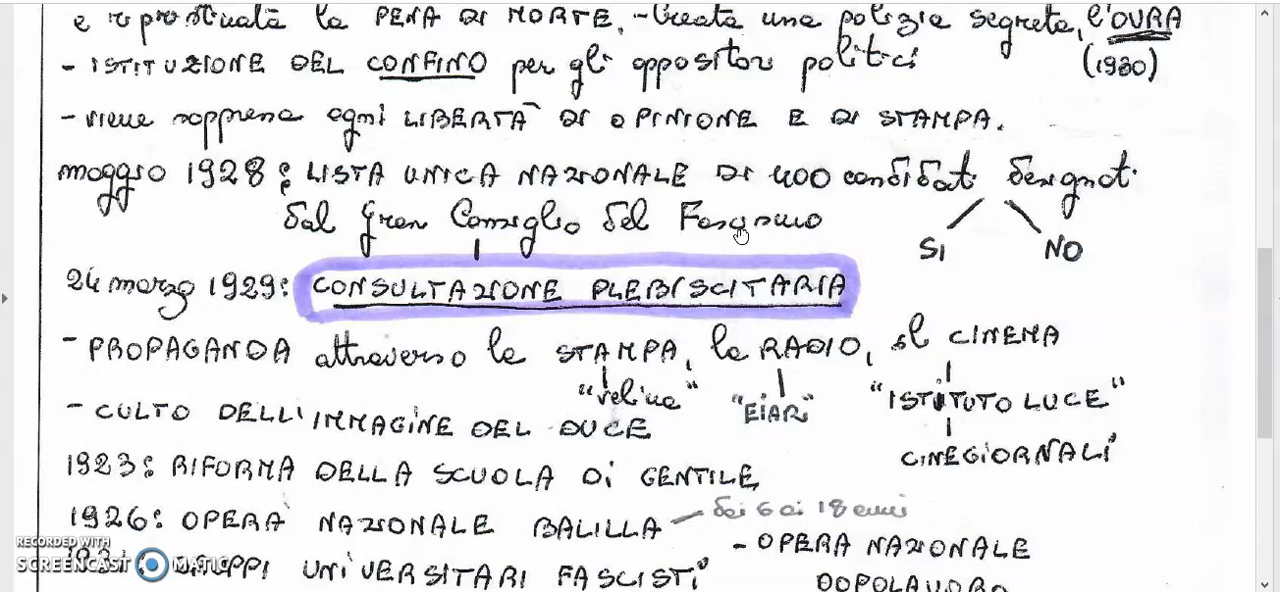 e ripristinata la PENA DI MORTE. - Creata una polizia segreta, l'OVRA
- ISTITUZIONE DEL CONFINO per gli oppositori politici (1930)
- viene soppressa ogni LIBERTÀ DI OPINIONE E DI STAMPA.
maggio 1928: LISTA UNICA NAZIONALE DI 400 candidati designati
dal Gran Consiglio del Fascismo
SI NO
24 marzo 1929: CONSULTAZIONE PLEBISCITARIA
- PROPAGANDA attraverso la STAMPA, la RADIO, il CINEMA
"veline" "EIAR" "ISTITUTO LUCE"
- CULTO DELL'IMMAGINE DEL DUCE
CINEGIORNALI
1923: RIFORMA DELLA SCUOLA DI GENTILE
1926: OPERA NAZIONALE BALILLA - dai 6 ai 18 anni
- OPERA NAZIONALE
GRUPPI UNIVERSITARI FASCISTI
DOPOLAVORO
RECORDED WITH
SCREENCAST MATIC